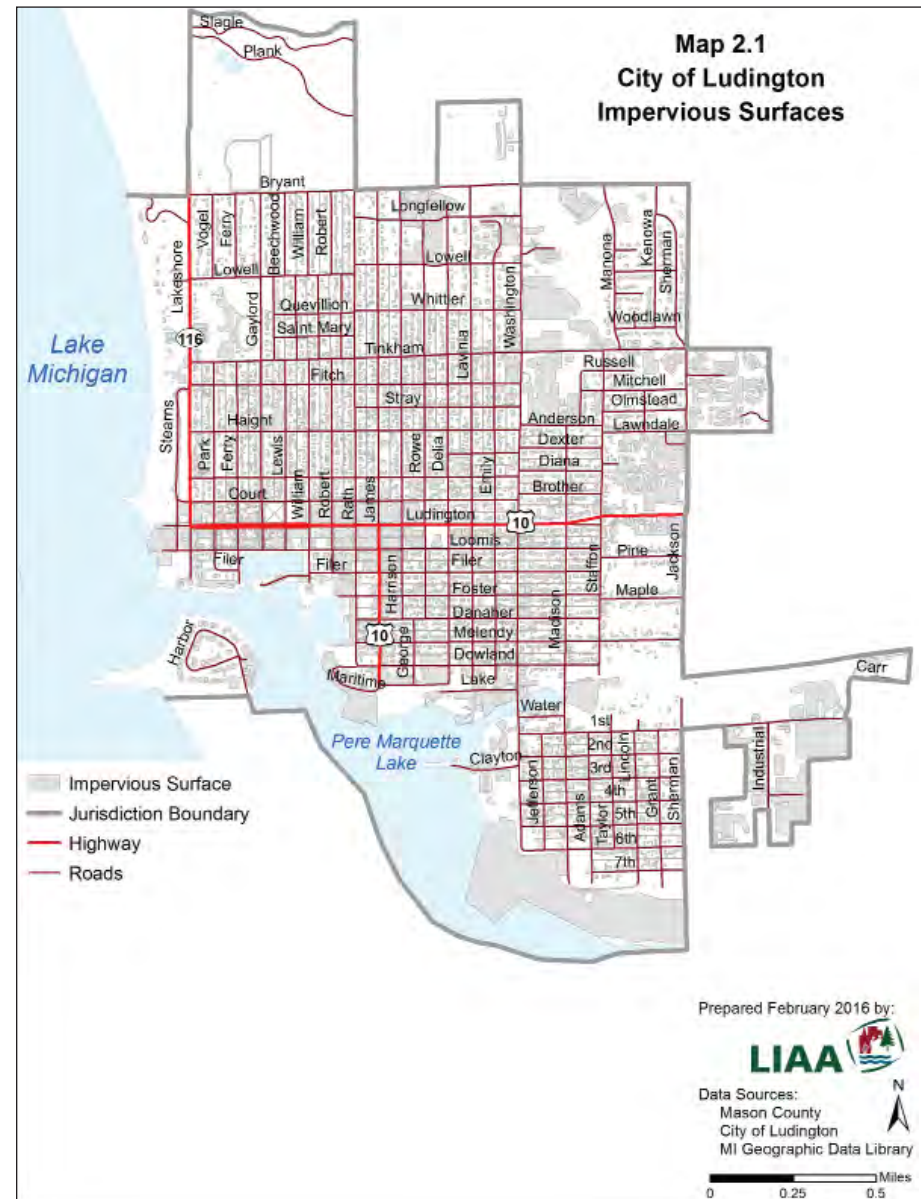 Map 2.1
City of Ludington
Impervious Surfaces
Slagle
Plank
Bryant
Longfellow
Lakeshore
Vogel
Ferry
Beechwood
William
Robert
Lowell
Lowell
Washington
Manona
Kenowa
Sherman
Gaylord
Quevillion
Whittier
Woodlawn
Saint Mary
116
Lake
Michigan
Tinkham
Lavinia
Russell
Fitch
Mitchell
Stray
Olmstead
Stearns
Haight
Anderson
Lawndale
Park
Ferry
Lewis
Rowe
Delia
Dexter
Diana
Emily
Court
William
Robert
Rath
James
Brother
Ludington
10
Loomis
Filer
Filer
Filer
Pine
Staffon
Jackson
Harrison
Foster
Maple
Danaher
Madison
10
George
Melendy
Harbor
Dowland
Carr
Maritime
Lake
Water
1st
Pere Marquette
Lake
Clayton
2nd
Lincoln
3rd
Industrial
Jefferson
4th
Adams
Taylor
5th
Grant
Sherman
6th
7th
Impervious Surface
Jurisdiction Boundary
Highway
Roads
Prepared February 2016 by:
LIAA
N
Data Sources:
Mason County
City of Ludington
MI Geographic Data Library
Miles
0 0.25 0.5